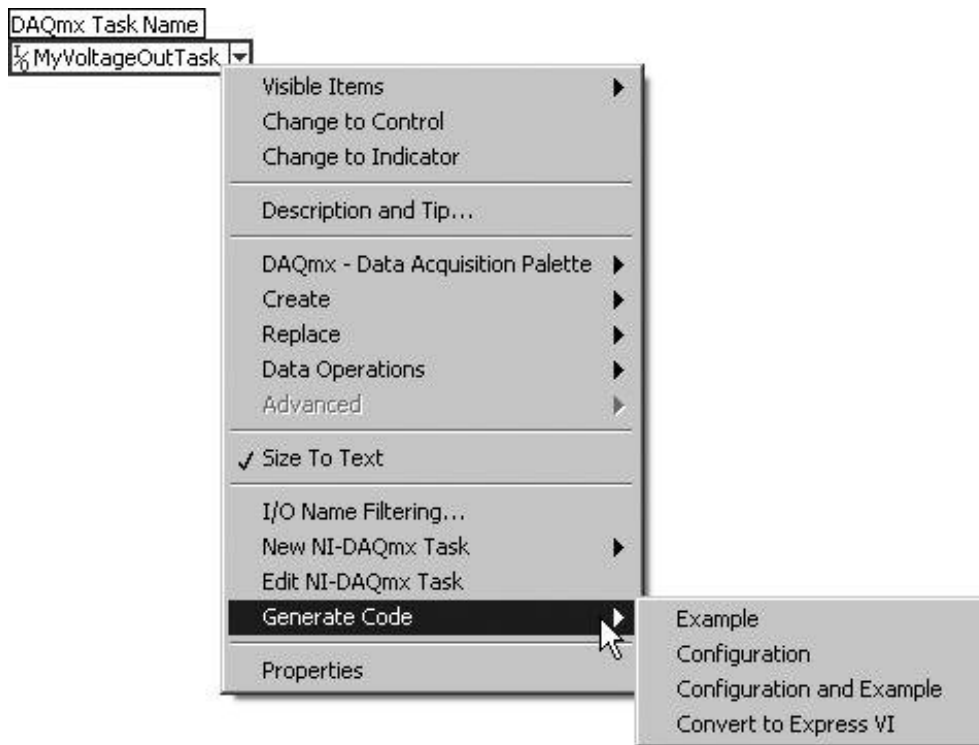 DAQmx Task Name
I/O MyVoltageOutTask
Visible Items
Change to Control
Change to Indicator
Description and Tip...
DAQmx - Data Acquisition Palette
Create
Replace
Data Operations
Advanced
✓ Size To Text
I/O Name Filtering...
New NI-DAQmx Task
Edit NI-DAQmx Task
Generate Code
Properties
Example
Configuration
Configuration and Example
Convert to Express VI